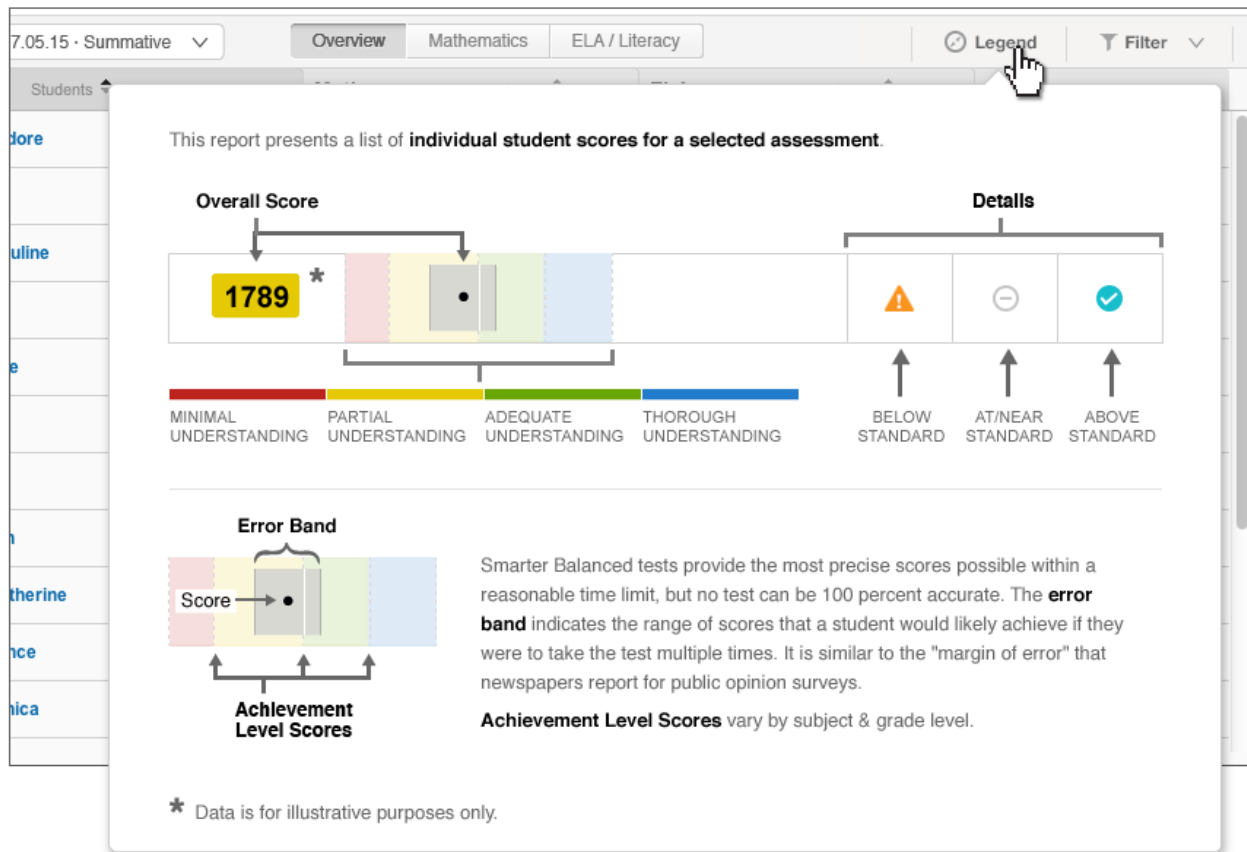 7.05.15 · Summative
Overview
Mathematics
ELA / Literacy
Legend
Filter
Students
dore
uline
e
therine
nce
nica
This report presents a list of individual student scores for a selected assessment.
Overall Score
Details
1789 *
MINIMAL
UNDERSTANDING
PARTIAL
UNDERSTANDING
ADEQUATE
UNDERSTANDING
THOROUGH
UNDERSTANDING
BELOW
STANDARD
AT/NEAR
STANDARD
ABOVE
STANDARD
Error Band
Score
Achievement
Level Scores
Smarter Balanced tests provide the most precise scores possible within a
reasonable time limit, but no test can be 100 percent accurate. The error
band indicates the range of scores that a student would likely achieve if they
were to take the test multiple times. It is similar to the "margin of error" that
newspapers report for public opinion surveys.
Achievement Level Scores vary by subject & grade level.
* Data is for illustrative purposes only.